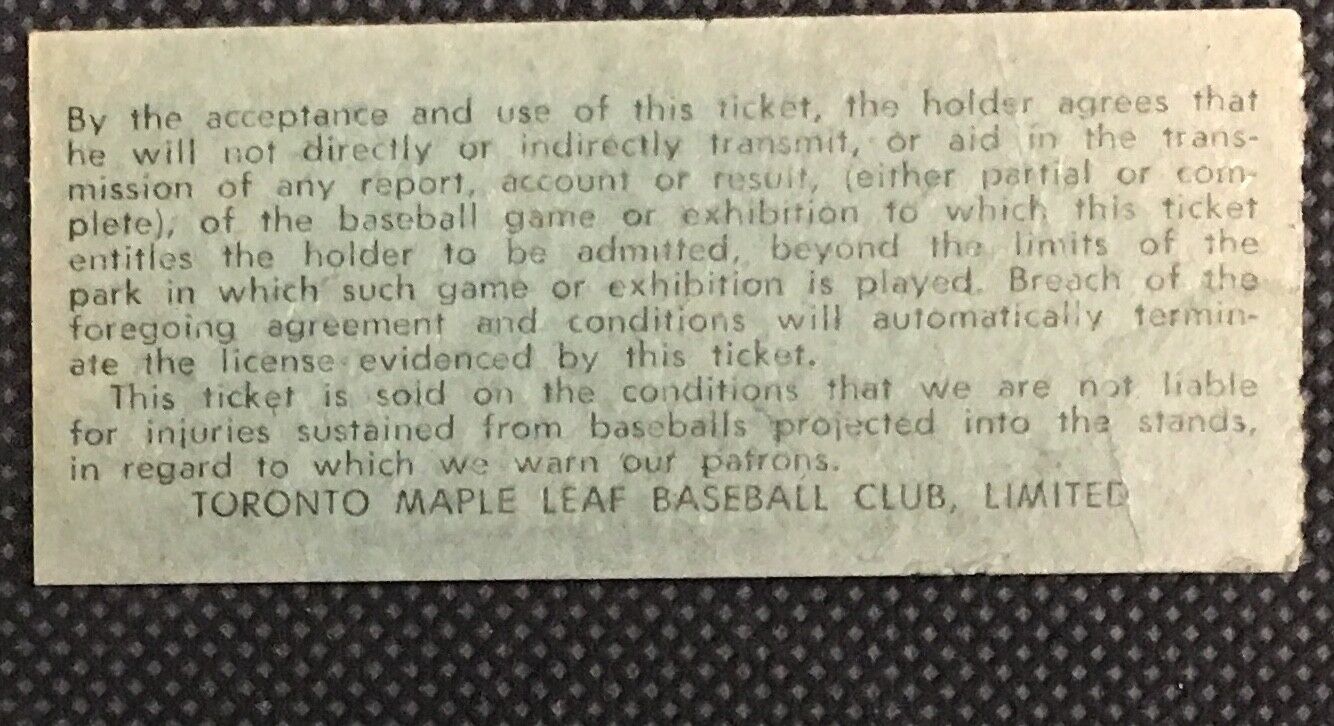 By the acceptance and use of this ticket, the holder agrees that
he will not directly or indirectly transmit, or aid in the trans-
mission of any report, account or result, (either partial or com-
plete), of the baseball game or exhibition to which this ticket
entitles the holder to be admitted, beyond the limits of the
park in which such game or exhibition is played. Breach of the
foregoing agreement and conditions will automatically termin-
ate the license evidenced by this ticket.
This ticket is sold on the conditions that we are not liable
for injuries sustained from baseballs projected into the stands,
in regard to which we warn our patrons.
TORONTO MAPLE LEAF BASEBALL CLUB, LIMITED